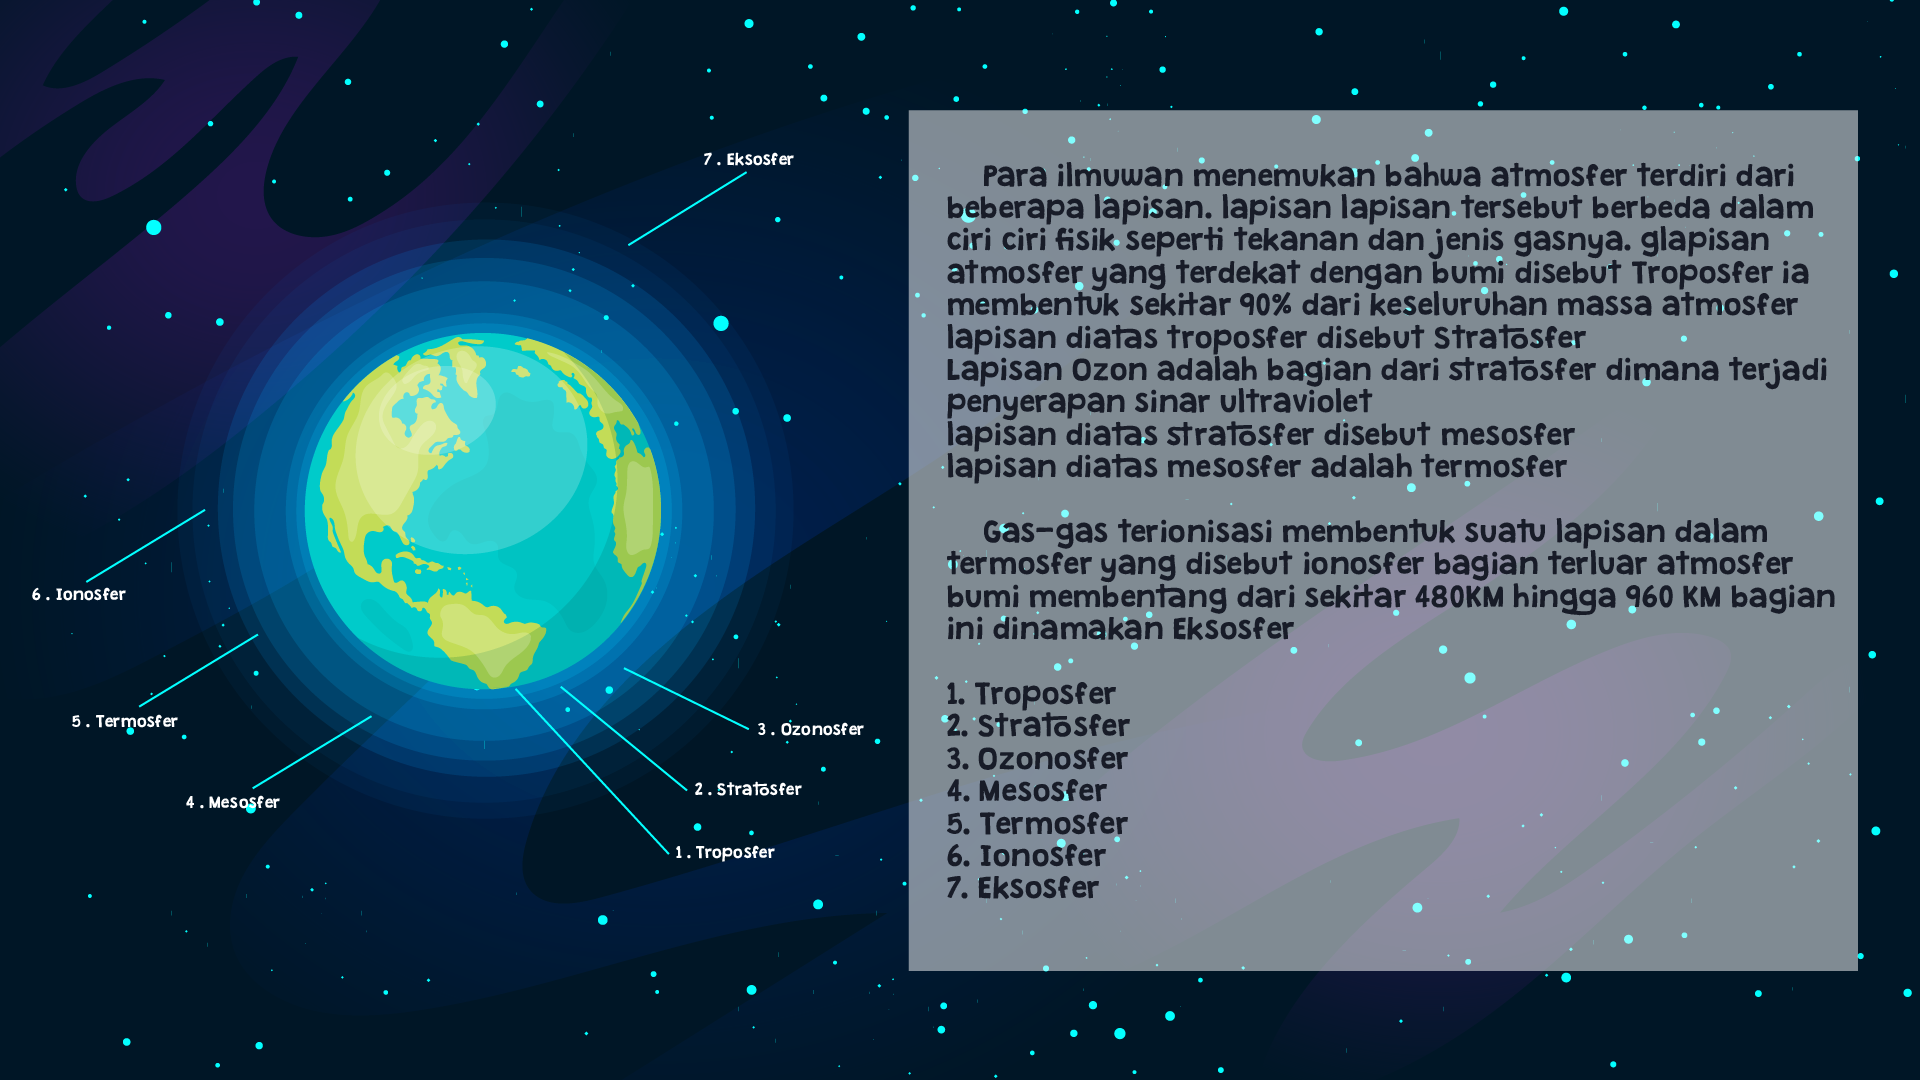 7 . Eksosfer
6 . Ionosfer
5 . Termosfer
4 . Mesosfer
3 . Ozonosfer
2 . Stratosfer
1 . Troposfer
Para ilmuwan menemukan bahwa atmosfer terdiri dari
beberapa lapisan. lapisan lapisan tersebut berbeda dalam
ciri ciri fisik seperti tekanan dan jenis gasnya. glapisan
atmosfer yang terdekat dengan bumi disebut Troposfer ia
membentuk sekitar 90% dari keseluruhan massa atmosfer
lapisan diatas troposfer disebut Stratosfer
Lapisan Ozon adalah bagian dari stratosfer dimana terjadi
penyerapan sinar ultraviolet
lapisan diatas stratosfer disebut mesosfer
lapisan diatas mesosfer adalah termosfer
Gas-gas terionisasi membentuk suatu lapisan dalam
termosfer yang disebut ionosfer bagian terluar atmosfer
bumi membentang dari sekitar 480KM hingga 960 KM bagian
ini dinamakan Eksosfer
1. Troposfer
2. Stratosfer
3. Ozonosfer
4. Mesosfer
5. Termosfer
6. Ionosfer
7. Eksosfer